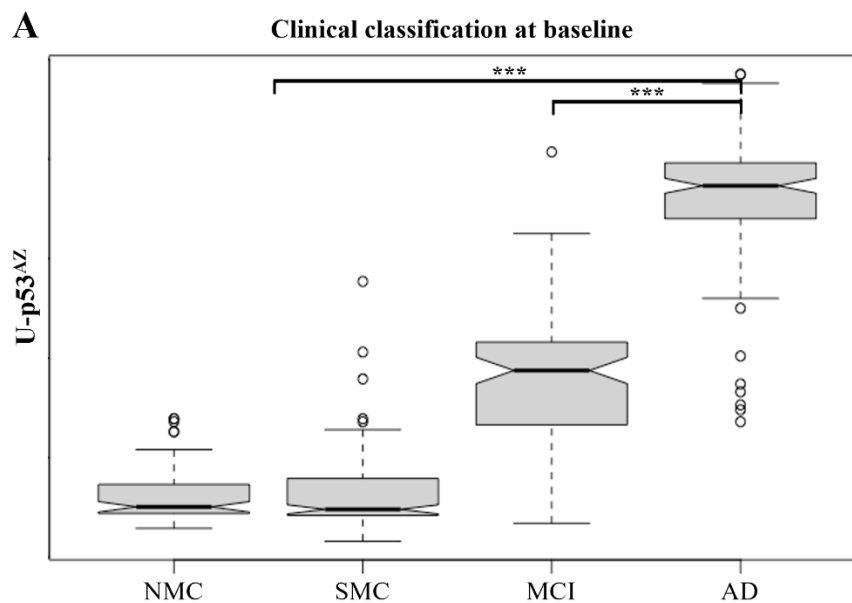 A
Clinical classification at baseline
***
***
U-p53AZ
NMC SMC MCI AD